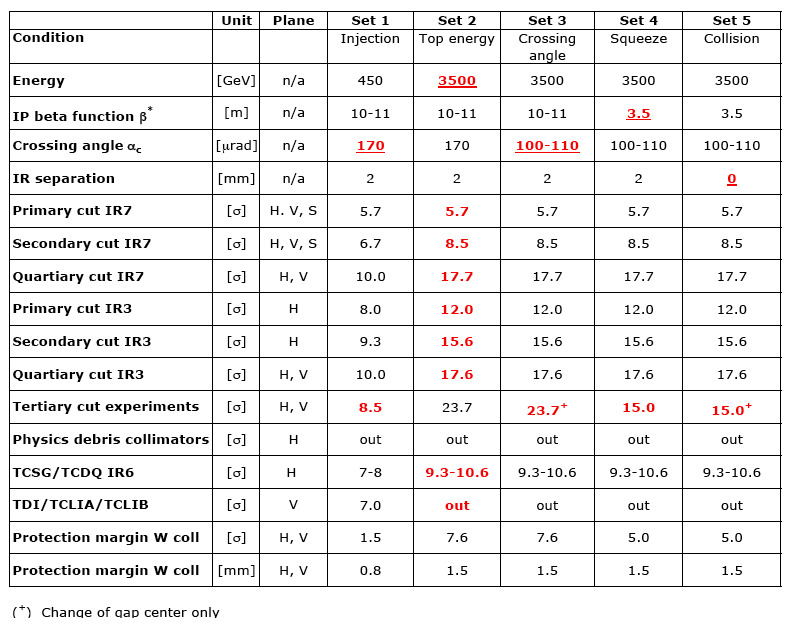 Unit Plane Set 1 Set 2 Set 3 Set 4 Set 5
Condition Injection Top energy Crossing angle Squeeze Collision
Energy [GeV] n/a 450 3500 3500 3500 3500
IP beta function β* [m] n/a 10-11 10-11 10-11 3.5 3.5
Crossing angle αc [µrad] n/a 170 170 100-110 100-110 100-110
IR separation [mm] n/a 2 2 2 2 0
Primary cut IR7 [σ] H. V, S 5.7 5.7 5.7 5.7 5.7
Secondary cut IR7 [σ] H, V, S 6.7 8.5 8.5 8.5 8.5
Quartiary cut IR7 [σ] H, V 10.0 17.7 17.7 17.7 17.7
Primary cut IR3 [σ] H 8.0 12.0 12.0 12.0 12.0
Secondary cut IR3 [σ] H 9.3 15.6 15.6 15.6 15.6
Quartiary cut IR3 [σ] H, V 10.0 17.6 17.6 17.6 17.6
Tertiary cut experiments [σ] H, V 8.5 23.7 23.7+ 15.0 15.0+
Physics debris collimators [σ] H out out out out out
TCSG/TCDQ IR6 [σ] H 7-8 9.3-10.6 9.3-10.6 9.3-10.6 9.3-10.6
TDI/TCLIA/TCLIB [σ] V 7.0 out out out out
Protection margin W coll [σ] H, V 1.5 7.6 7.6 5.0 5.0
Protection margin W coll [mm] H, V 0.8 1.5 1.5 1.5 1.5
(+) Change of gap center only